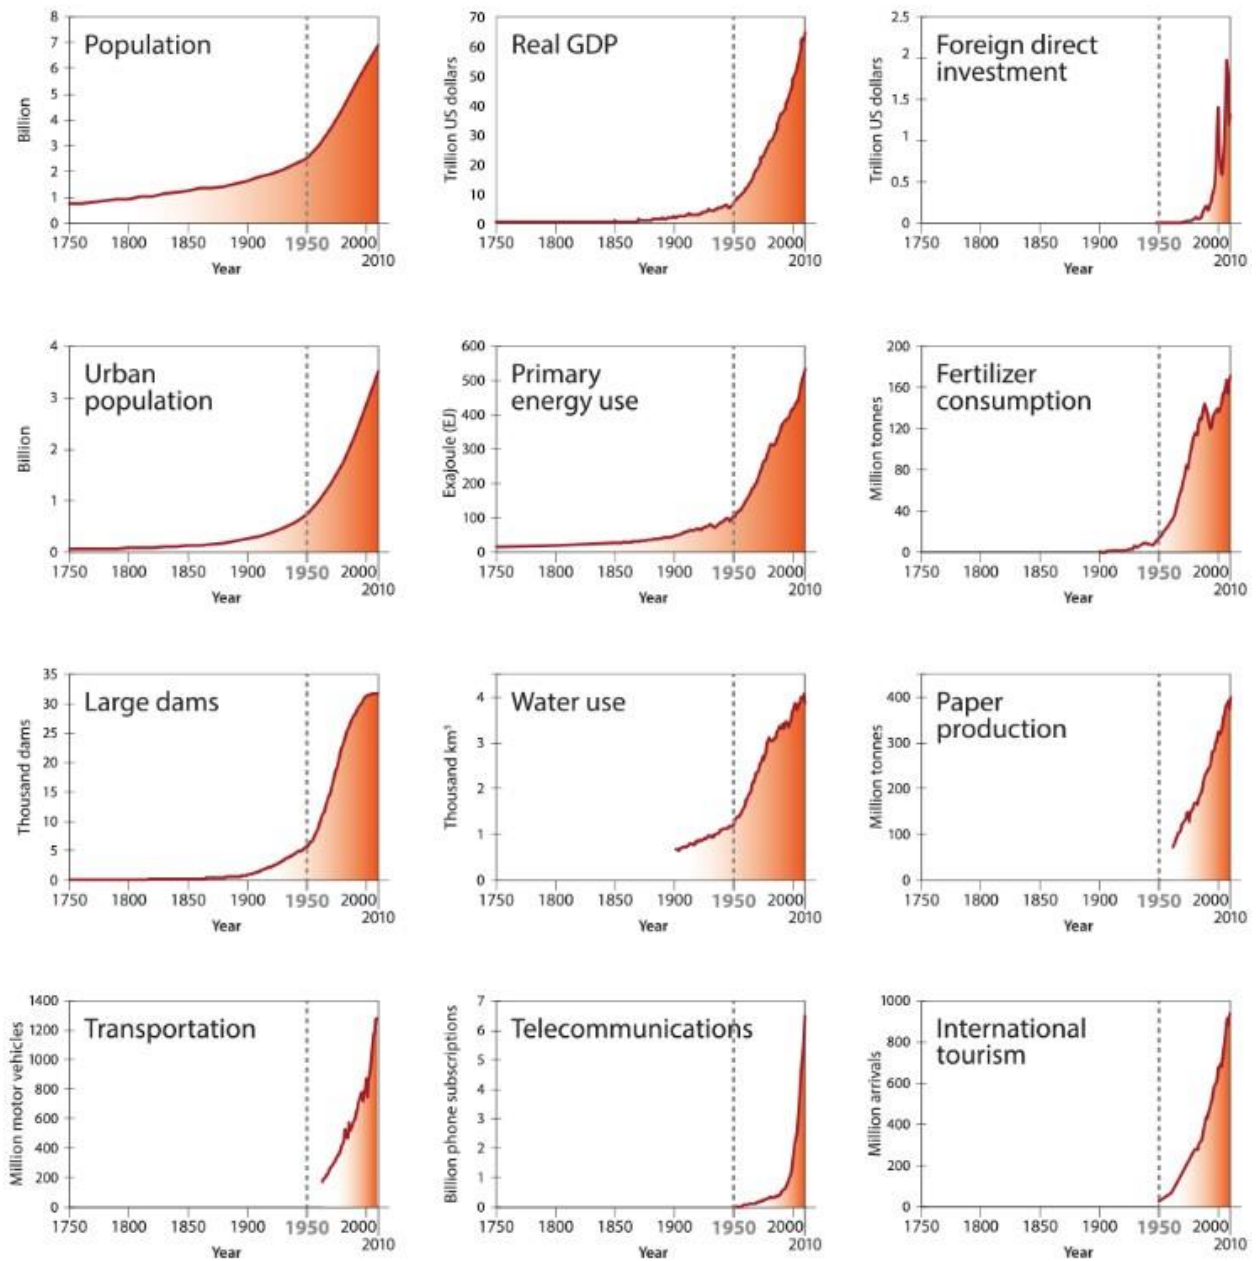 Population
Billion
8
7
6
5
4
3
2
1
0
1750 1800 1850 1900 1950 2000
2010
Year
Real GDP
Trillion US dollars
70
60
50
40
30
20
10
0
1750 1800 1850 1900 1950 2000
2010
Year
Foreign direct
investment
Trillion US dollars
2.5
2
1.5
1
0.5
0
1750 1800 1850 1900 1950 2000
2010
Year
Urban
population
Billion
4
3
2
1
0
1750 1800 1850 1900 1950 2000
2010
Year
Primary
energy use
Exajoule (EJ)
600
500
400
300
200
100
0
1750 1800 1850 1900 1950 2000
2010
Year
Fertilizer
consumption
Million tonnes
200
160
120
80
40
0
1750 1800 1850 1900 1950 2000
2010
Year
Large dams
Thousand dams
35
30
25
20
15
10
5
0
1750 1800 1850 1900 1950 2000
2010
Year
Water use
Thousand km³
4
3
2
1
0
1750 1800 1850 1900 1950 2000
2010
Year
Paper
production
Million tonnes
400
300
200
100
0
1750 1800 1850 1900 1950 2000
2010
Year
Transportation
Million motor vehicles
1400
1200
1000
800
600
400
200
0
1750 1800 1850 1900 1950 2000
2010
Year
Telecommunications
Billion phone subscriptions
7
6
5
4
3
2
1
0
1750 1800 1850 1900 1950 2000
2010
Year
International
tourism
Million arrivals
1000
800
600
400
200
0
1750 1800 1850 1900 1950 2000
2010
Year